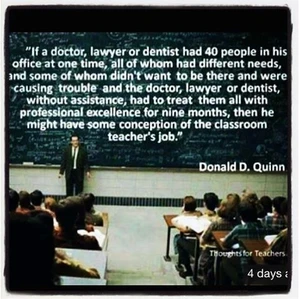 "If a doctor, lawyer or dentist had 40 people in his
office at one time, all of whom had different needs,
and some of whom didn't want to be there and were
causing trouble and the doctor, lawyer or dentist,
without assistance, had to treat them all with
professional excellence for nine months, then he
might have some conception of the classroom
teacher's job."
Donald D. Quinn
Thoughts for Teachers
4 days a